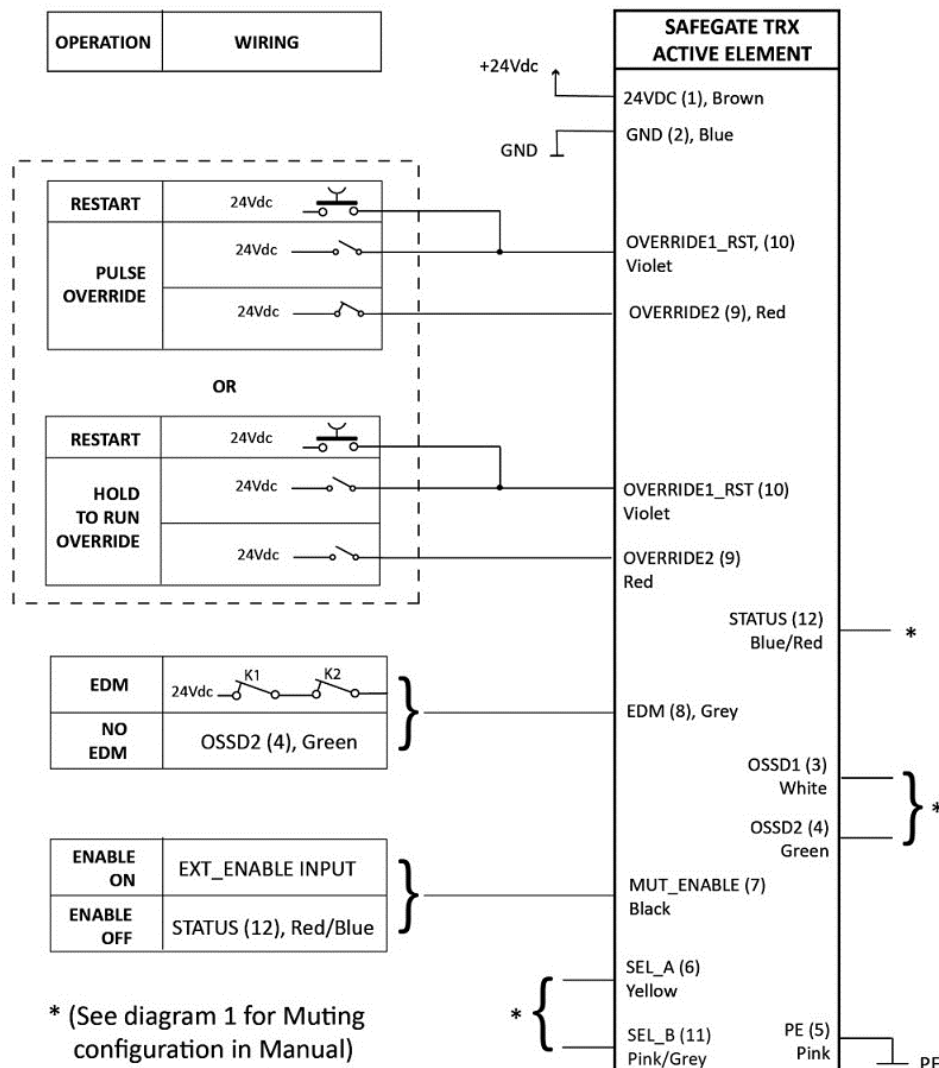 OPERATION WIRING
SAFEGATE TRX
ACTIVE ELEMENT
+24Vdc
24VDC (1), Brown
GND (2), Blue
GND
RESTART 24Vdc
PULSE
OVERRIDE
24Vdc
24Vdc
OVERRIDE1_RST, (10)
Violet
OVERRIDE2 (9), Red
OR
RESTART 24Vdc
HOLD
TO RUN
OVERRIDE
24Vdc
24Vdc
OVERRIDE1_RST (10)
Violet
OVERRIDE2 (9)
Red
STATUS (12)
Blue/Red
*
EDM 24Vdc K1 K2
NO
EDM
OSSD2 (4), Green
EDM (8), Grey
OSSD1 (3)
White
OSSD2 (4)
Green
*
ENABLE
ON
EXT_ENABLE INPUT
ENABLE
OFF
STATUS (12), Red/Blue
MUT_ENABLE (7)
Black
SEL_A (6)
Yellow
*
SEL_B (11)
Pink/Grey
PE (5)
Pink
PE
* (See diagram 1 for Muting
configuration in Manual)